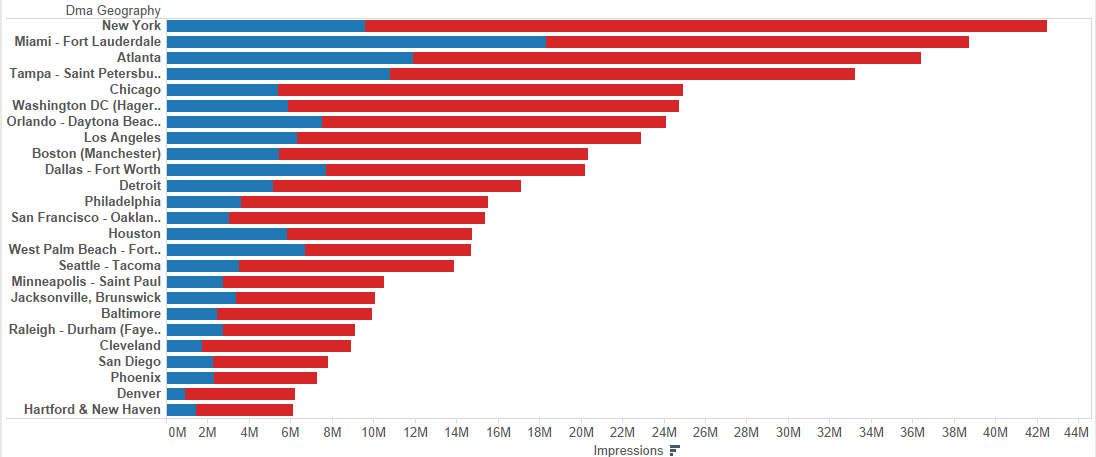 Dma Geography
New York
Miami - Fort Lauderdale
Atlanta
Tampa - Saint Petersbu..
Chicago
Washington DC (Hager..
Orlando - Daytona Beac..
Los Angeles
Boston (Manchester)
Dallas - Fort Worth
Detroit
Philadelphia
San Francisco - Oaklan..
Houston
West Palm Beach - Fort..
Seattle - Tacoma
Minneapolis - Saint Paul
Jacksonville, Brunswick
Baltimore
Raleigh - Durham (Faye..
Cleveland
San Diego
Phoenix
Denver
Hartford & New Haven
0M 2M 4M 6M 8M 10M 12M 14M 16M 18M 20M 22M 24M 26M 28M 30M 32M 34M 36M 38M 40M 42M 44M
Impressions